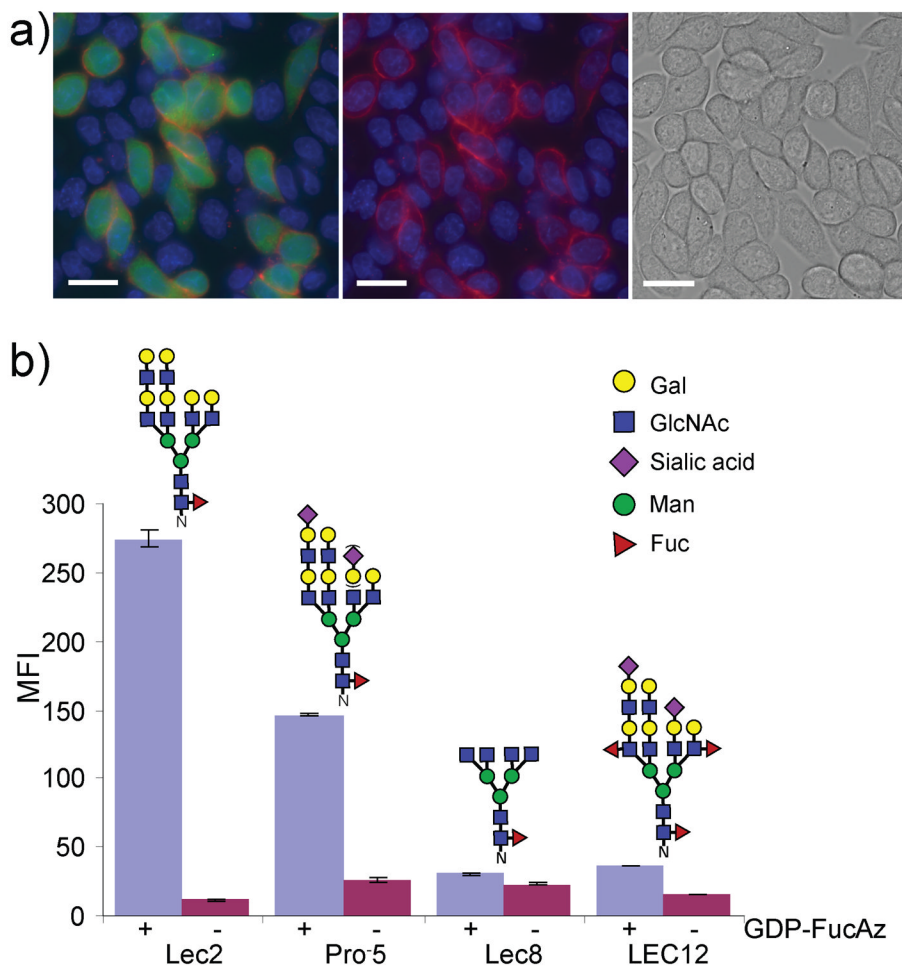 a)
b)
Gal
GlcNAc
Sialic acid
Man
Fuc
MFI
300
250
200
150
100
50
0
N
N
N
N
+ - + - + - + - GDP-FucAz
Lec2 Pro-5 Lec8 LEC12